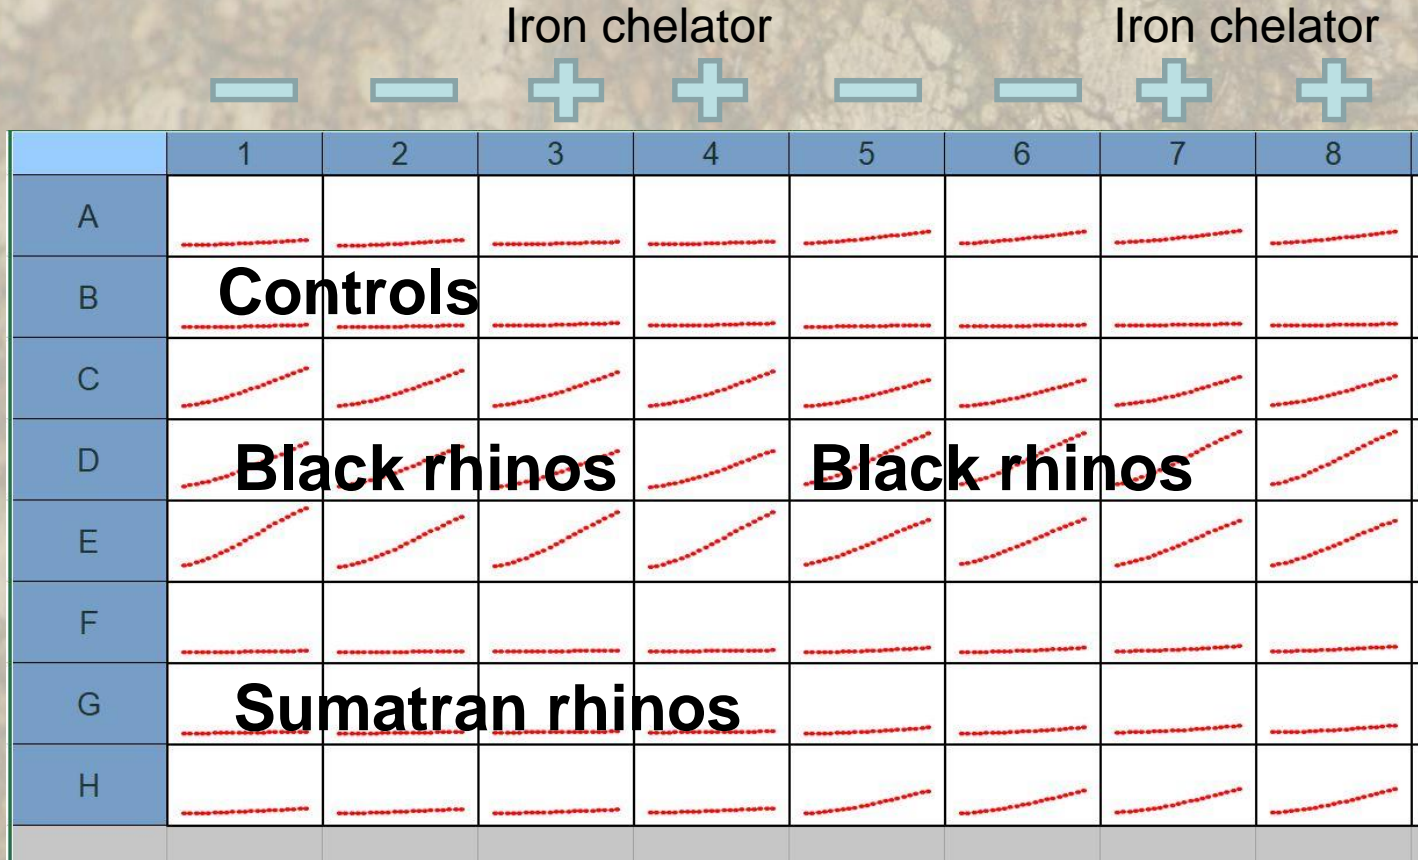 Iron chelator Iron chelator
1 2 3 4 5 6 7 8
A
B
Controls
C
D
Black rhinos Black rhinos
E
F
G
Sumatran rhinos
H